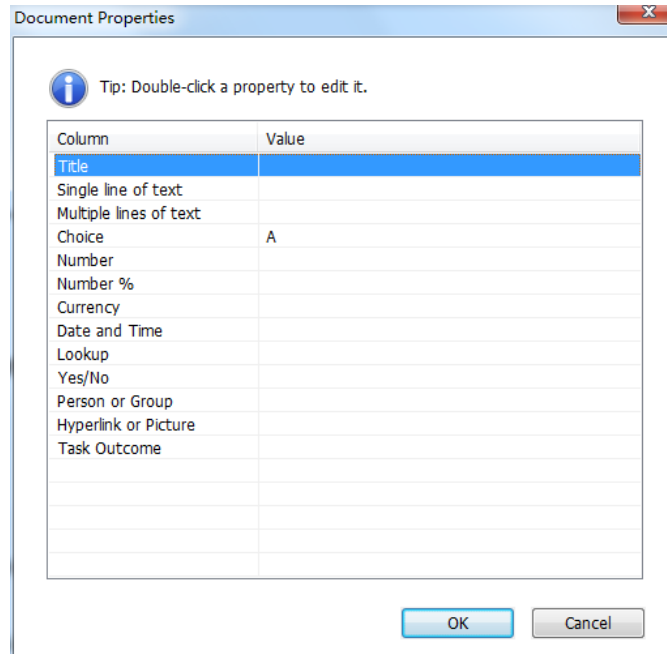 Document Properties
Tip: Double-click a property to edit it.
Column Value
Title
Single line of text
Multiple lines of text
Choice A
Number
Number %
Currency
Date and Time
Lookup
Yes/No
Person or Group
Hyperlink or Picture
Task Outcome
OK Cancel